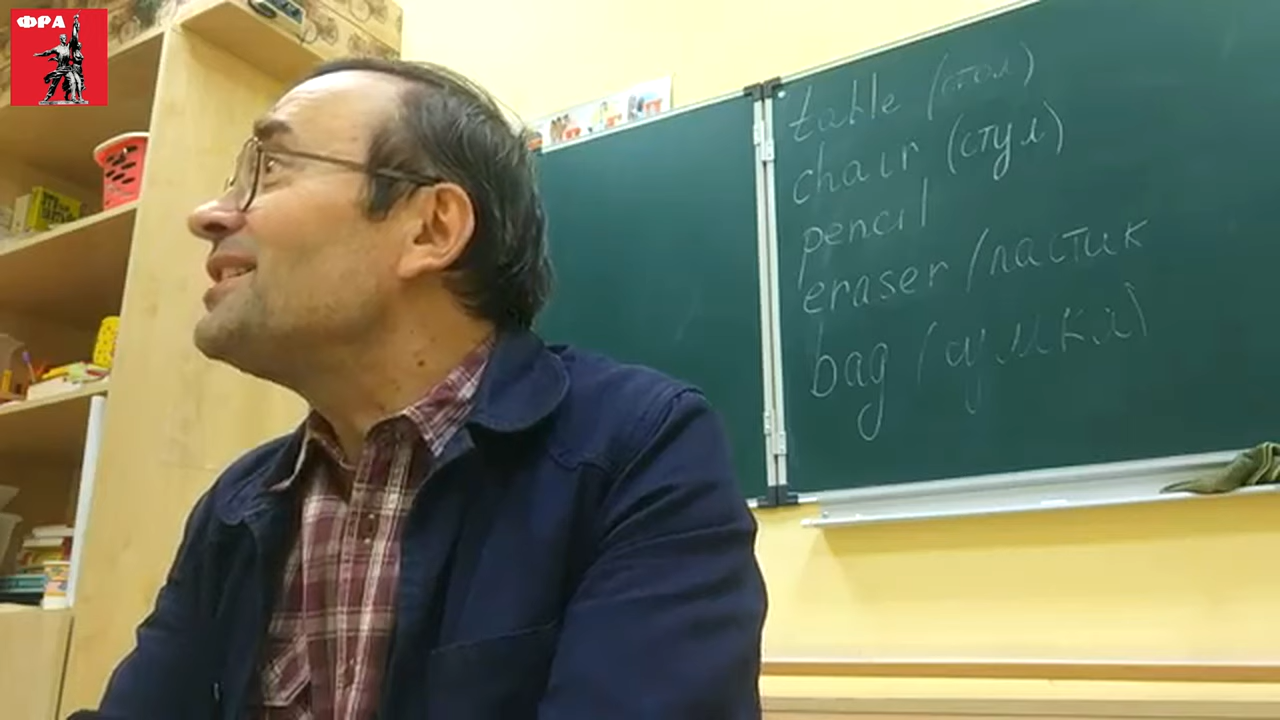 ФРА
table (стол)
chair (стул)
pencil
eraser (ластик
bag (сумка)